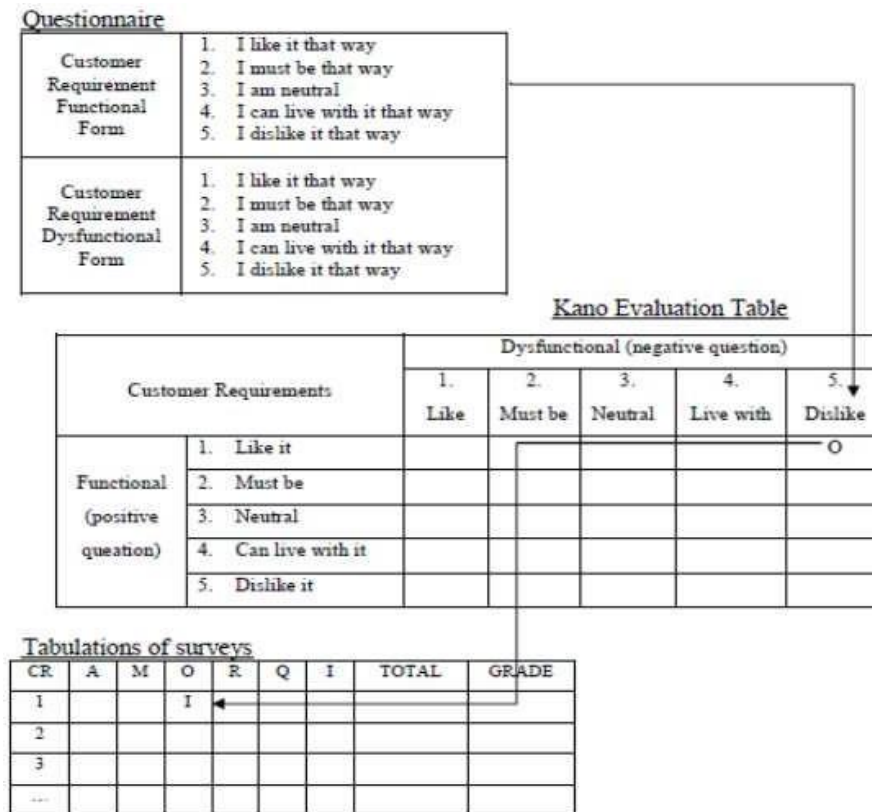 Questionnaire
Customer
Requirement
Functional
Form
1. I like it that way
2. I must be that way
3. I am neutral
4. I can live with it that way
5. I dislike it that way
Customer
Requirement
Dysfunctional
Form
1. I like it that way
2. I must be that way
3. I am neutral
4. I can live with it that way
5. I dislike it that way
Kano Evaluation Table
Customer Requirements
Dysfunctional (negative question)
1. 2. 3. 4. 5.
Like Must be Neutral Live with Dislike
Functional
(positive
queation)
1. Like it O
2. Must be
3. Neutral
4. Can live with it
5. Dislike it
Tabulations of surveys
CR A M O R Q I TOTAL GRADE
1 I
2
3
....